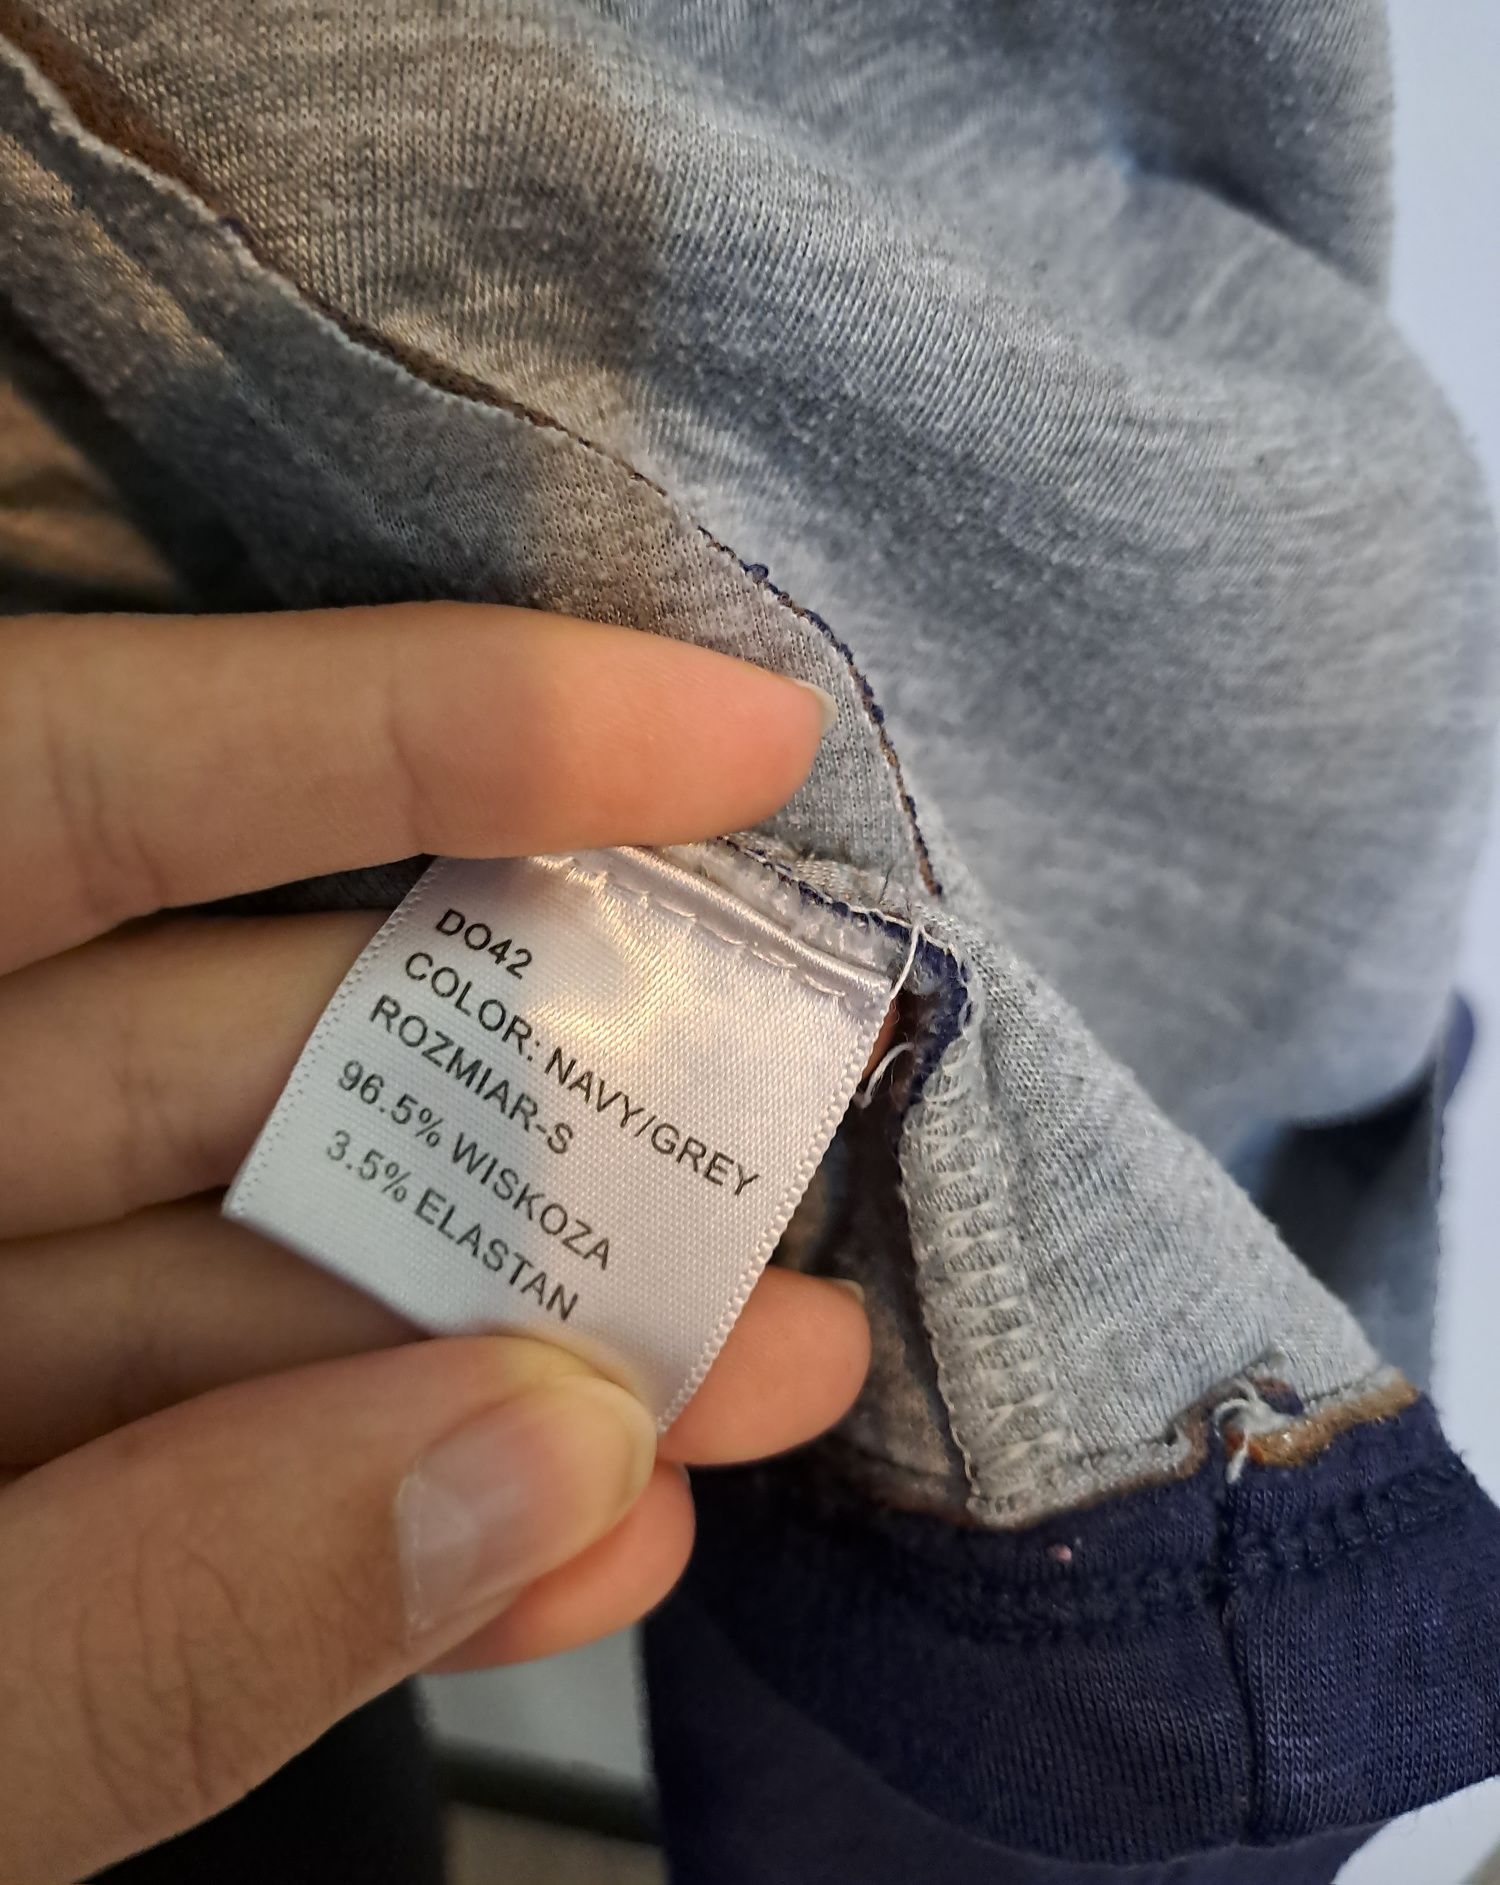 DO42
COLOR: NAVY/GREY
ROZMIAR-S
96.5% WISKOZA
3.5% ELASTAN